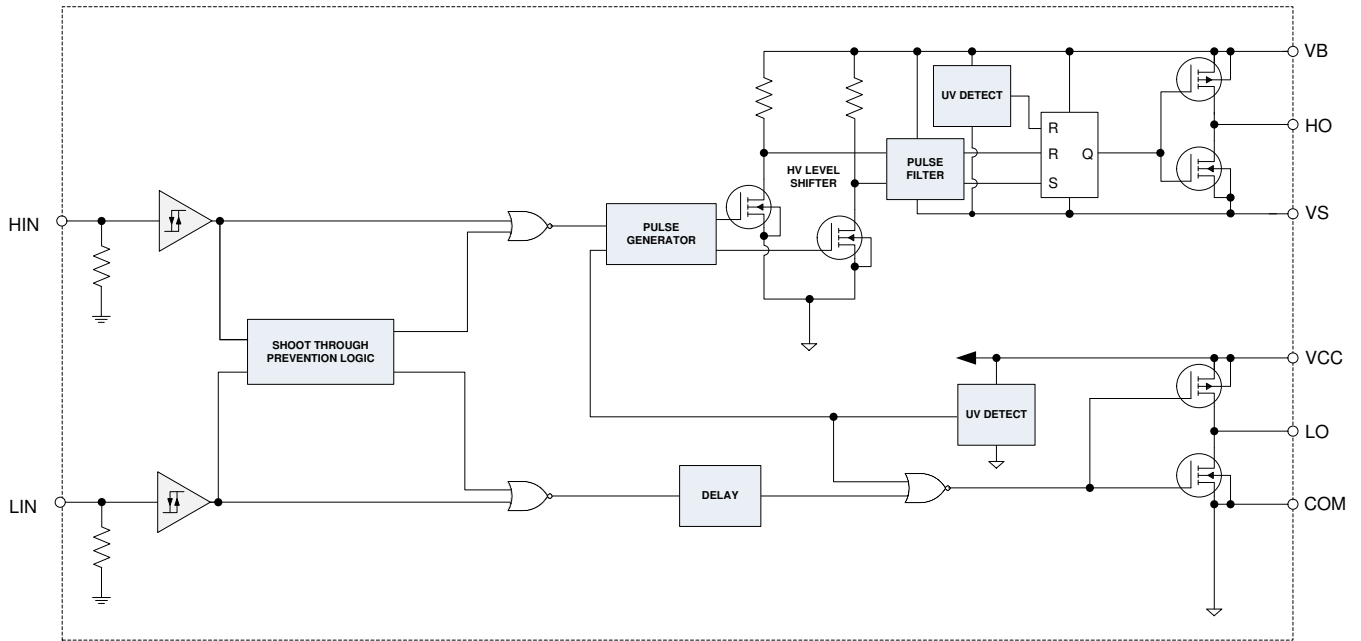 VB
UV DETECT
HO
R
R
Q
S
PULSE
FILTER
HV LEVEL
SHIFTER
VS
HIN
PULSE
GENERATOR
SHOOT THROUGH
PREVENTION LOGIC
VCC
UV DETECT
LO
DELAY
LIN
COM